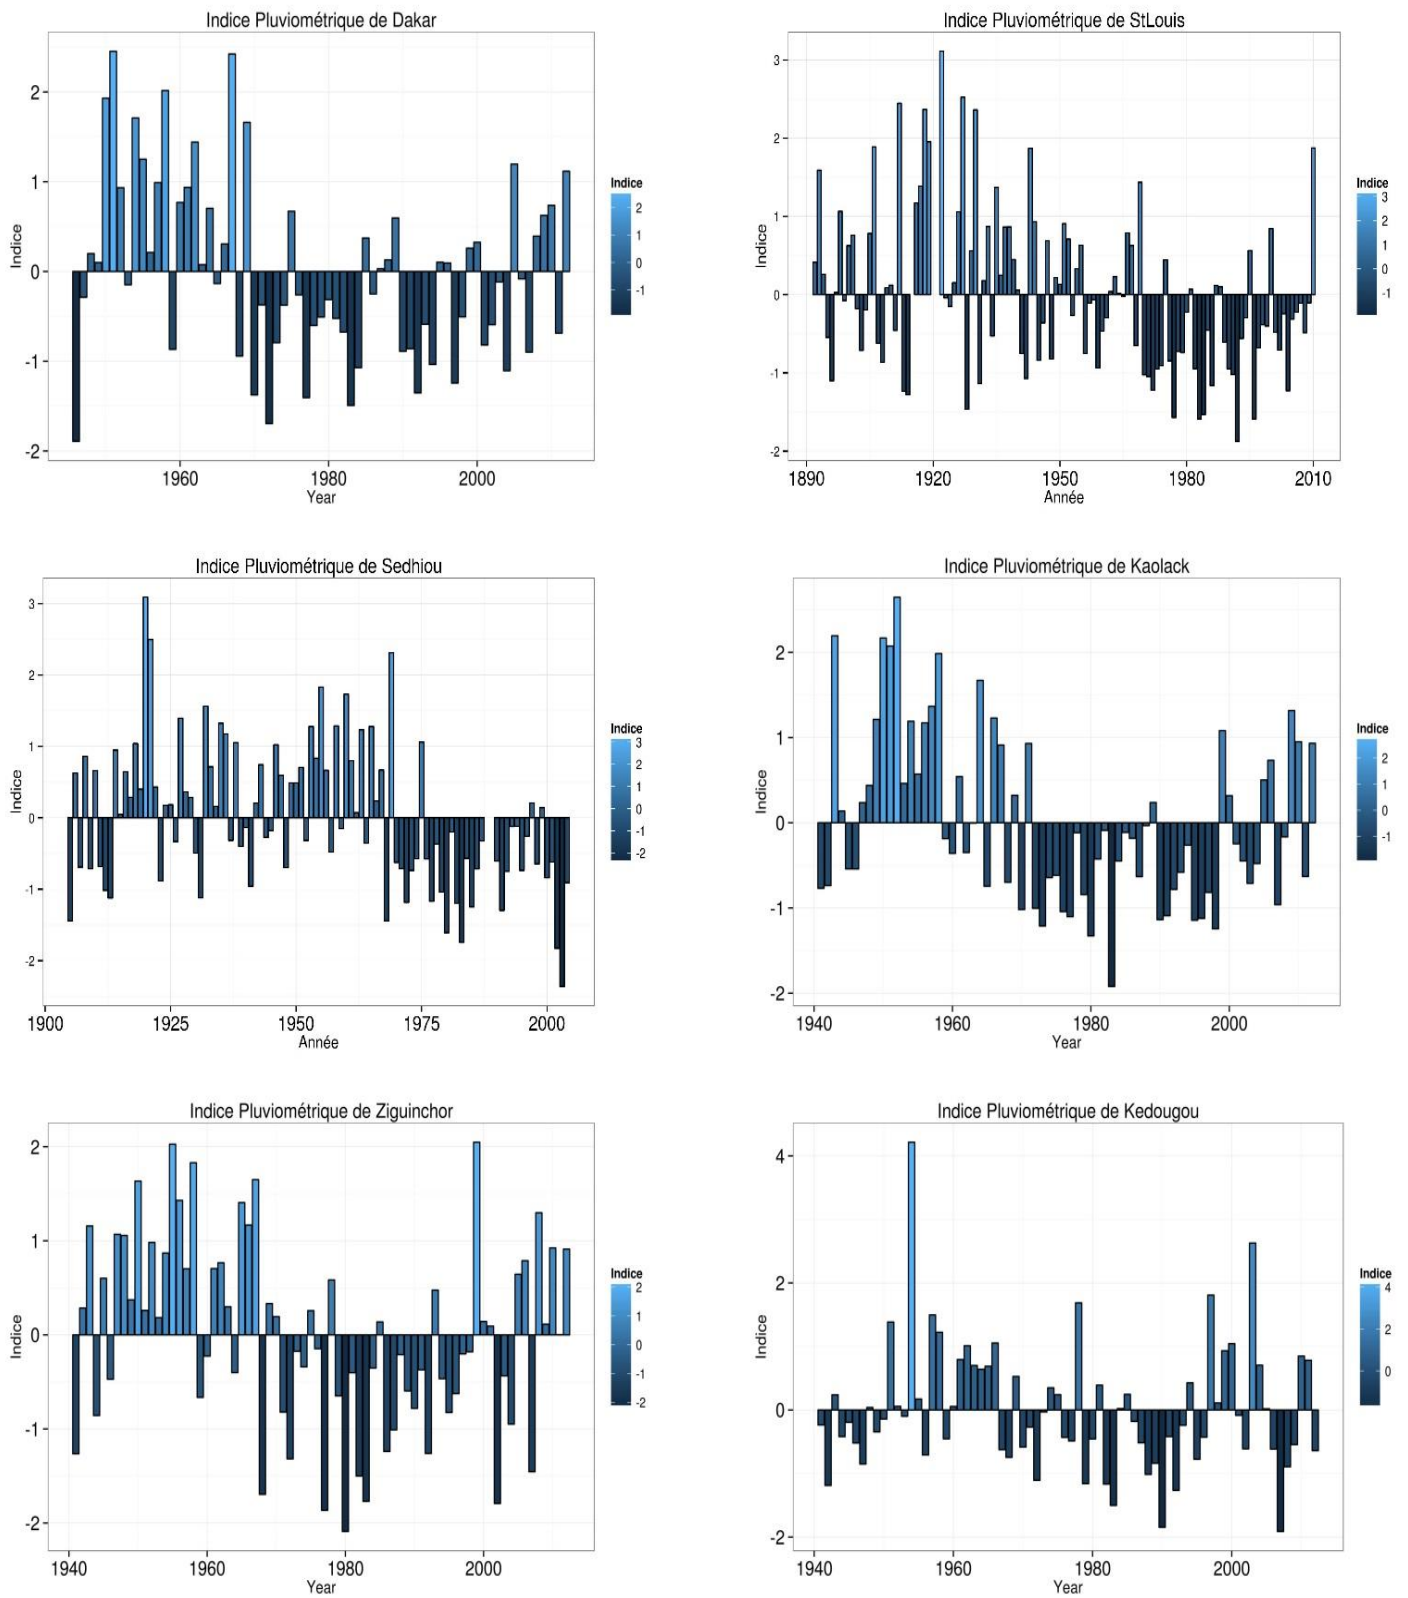 Indice Pluviométrique de Dakar
Indice
2
1
0
-1
-2
1960 1980 2000
Year
Indice
2
1
0
-1
Indice Pluviométrique de StLouis
Indice
3
2
1
0
-1
-2
1890 1920 1950 1980 2010
Année
Indice
3
2
1
0
-1
Indice Pluviométrique de Sedhiou
Indice
3
2
1
0
-1
-2
1900 1925 1950 1975 2000
Année
Indice
3
2
1
0
-1
-2
Indice Pluviométrique de Kaolack
Indice
2
1
0
-1
-2
1940 1960 1980 2000
Year
Indice
2
1
0
-1
Indice Pluviométrique de Ziguinchor
Indice
2
1
0
-1
-2
1940 1960 1980 2000
Year
Indice
2
1
0
-1
-2
Indice Pluviométrique de Kedougou
Indice
4
2
0
-2
1940 1960 1980 2000
Year
Indice
4
2
0